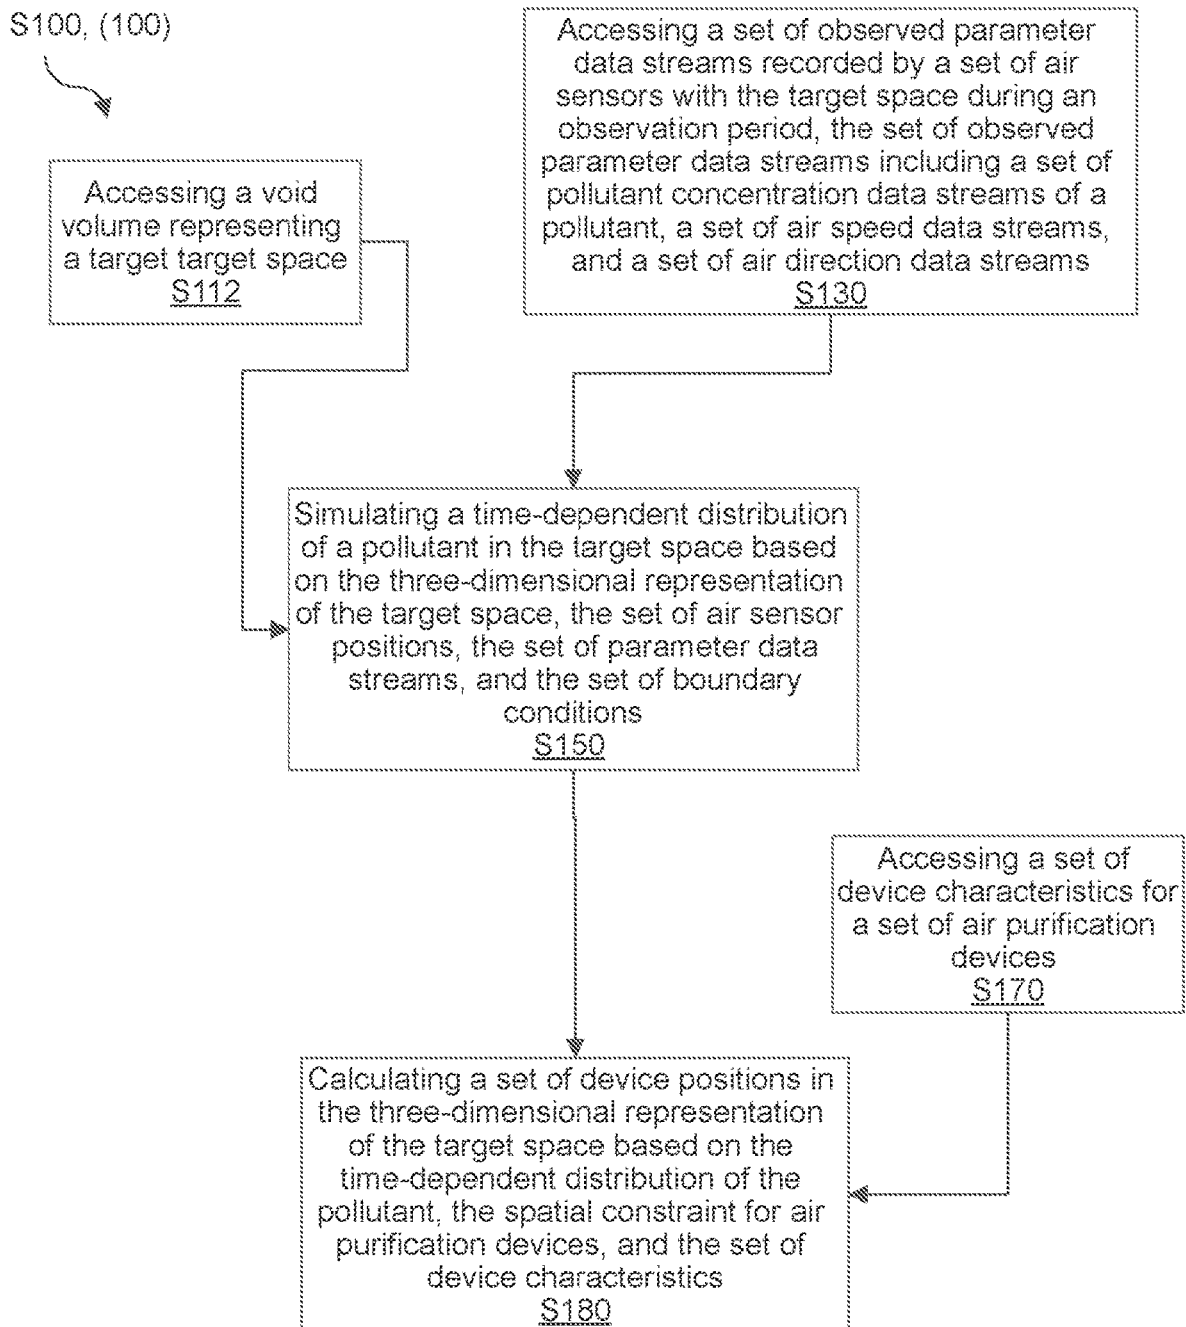 S100, (100)
Accessing a void
volume representing
a target target space
S112
Accessing a set of observed parameter
data streams recorded by a set of air
sensors with the target space during an
observation period, the set of observed
parameter data streams including a set of
pollutant concentration data streams of a
pollutant, a set of air speed data streams,
and a set of air direction data streams
S130
Simulating a time-dependent distribution
of a pollutant in the target space based
on the three-dimensional representation
of the target space, the set of air sensor
positions, the set of parameter data
streams, and the set of boundary
conditions
S150
Accessing a set of
device characteristics for
a set of air purification
devices
S170
Calculating a set of device positions in
the three-dimensional representation
of the target space based on the
time-dependent distribution of the
pollutant, the spatial constraint for air
purification devices, and the set of
device characteristics
S180